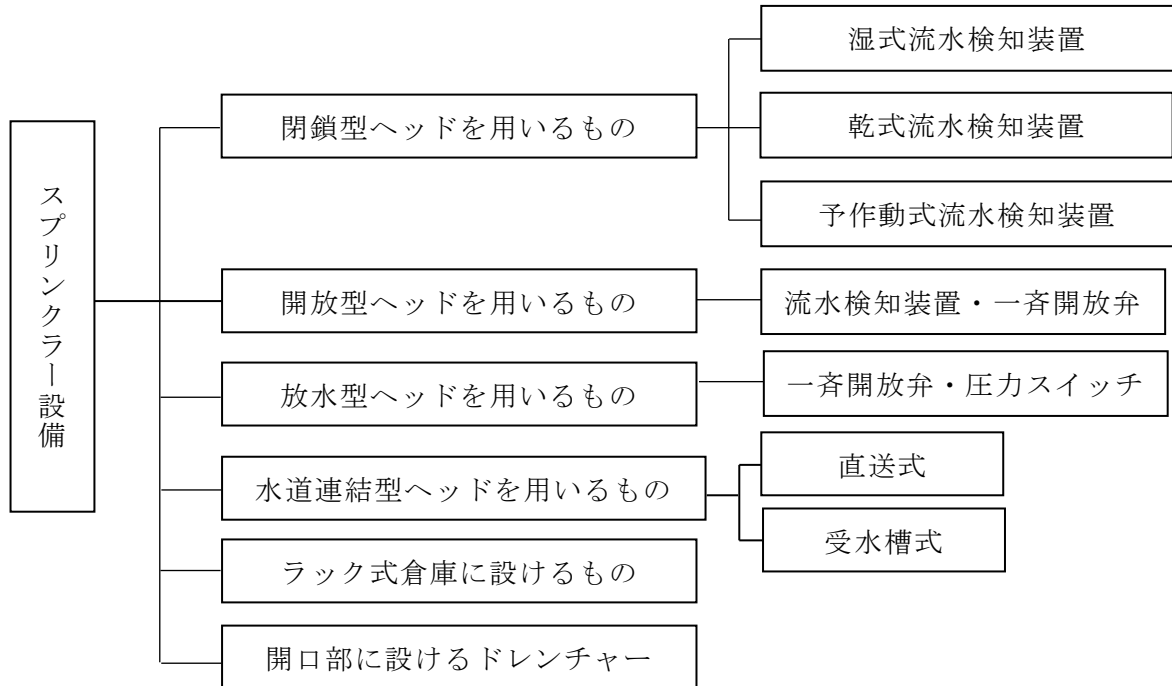 スプリンクラー設備
閉鎖型ヘッドを用いるもの
湿式流水検知装置
乾式流水検知装置
予作動式流水検知装置
開放型ヘッドを用いるもの
流水検知装置・一斉開放弁
放水型ヘッドを用いるもの
一斉開放弁・圧力スイッチ
水道連結型ヘッドを用いるもの
直送式
受水槽式
ラック式倉庫に設けるもの
開口部に設けるドレンチャー